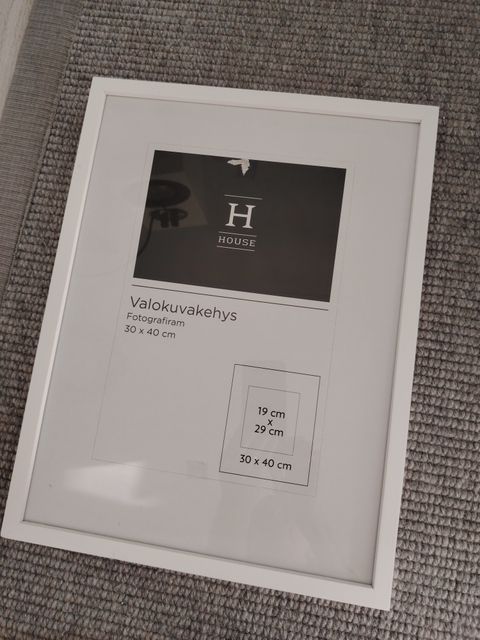 H
HOUSE
Valokuvakehys
Fotografiram
30 x 40 cm
19 cm
x
29 cm
30 x 40 cm